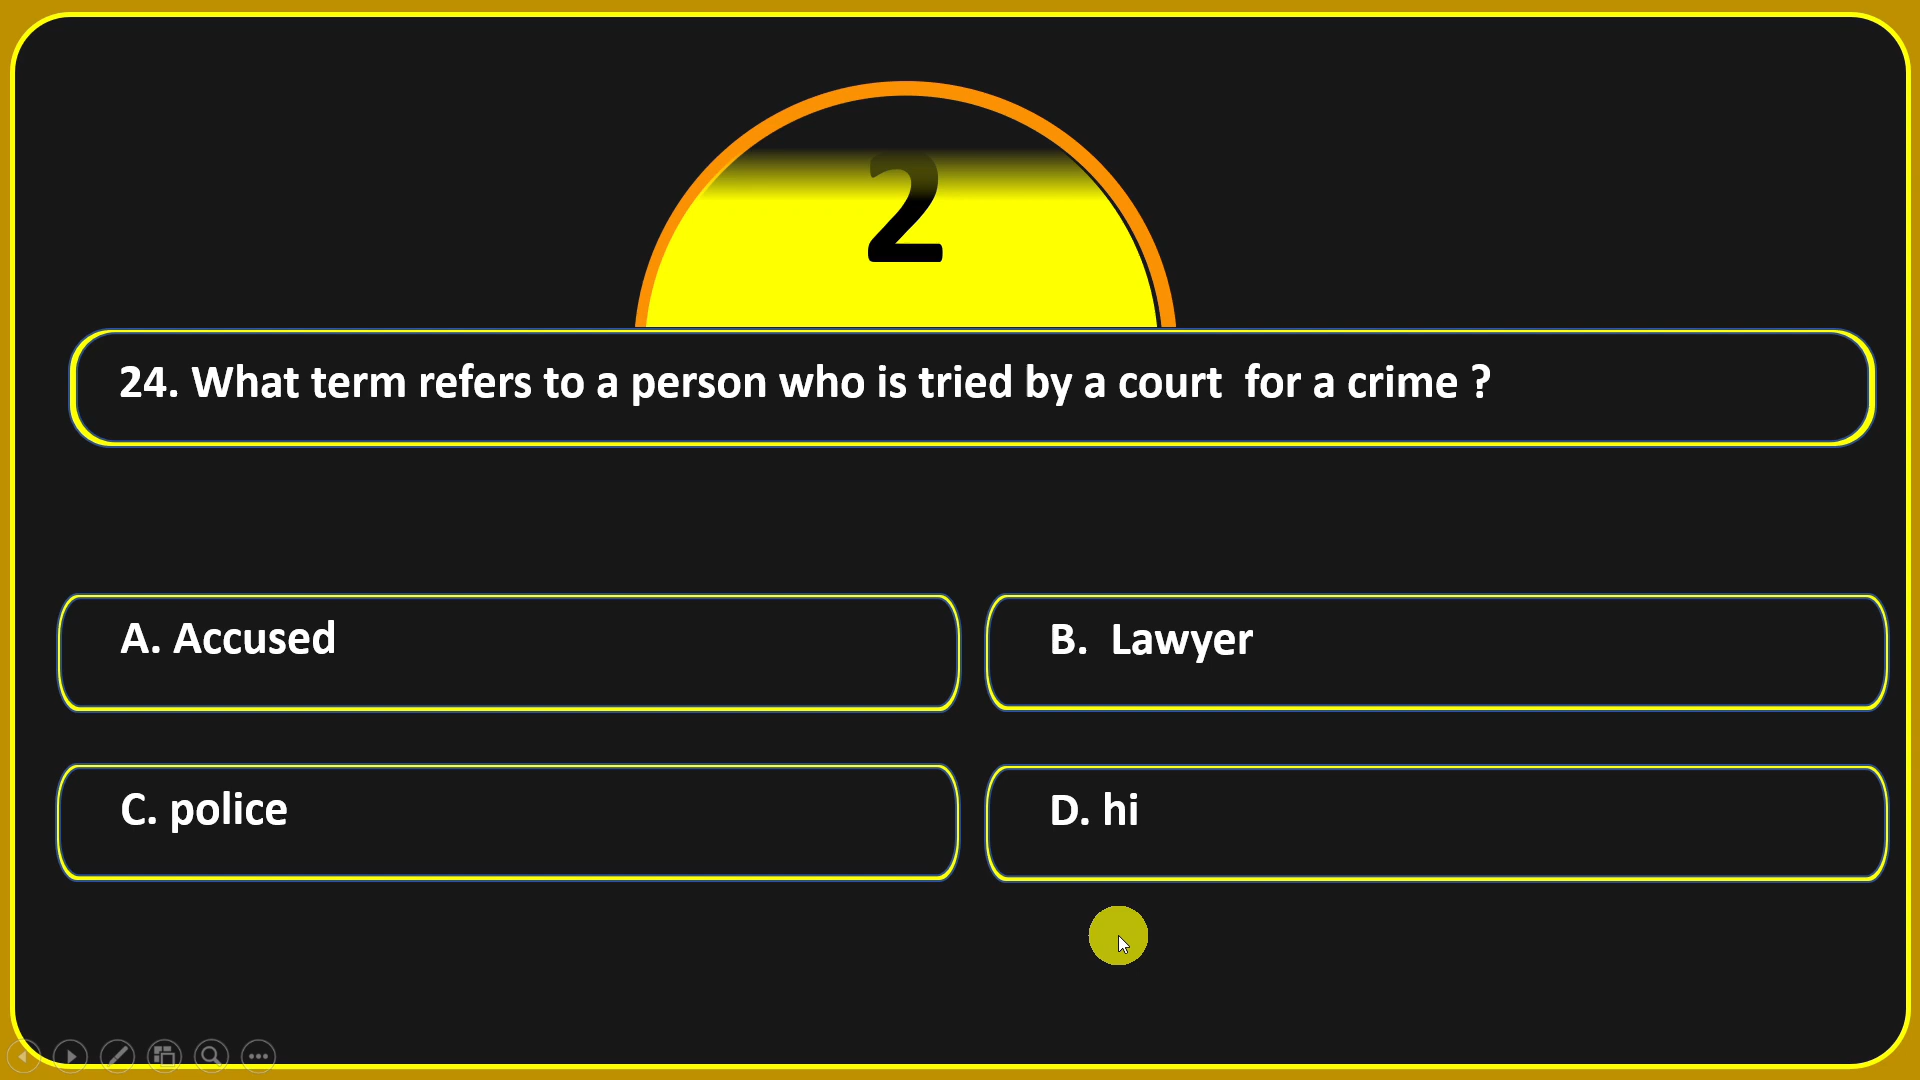 2
24. What term refers to a person who is tried by a court  for a crime ?
A. Accused
B.  Lawyer
C. police
D. hi